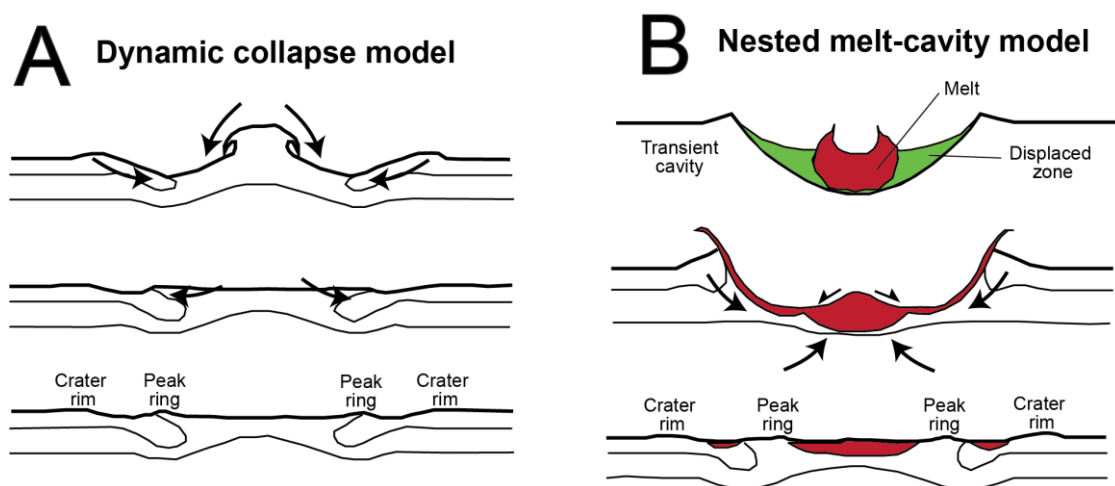 A
Dynamic collapse model
Crater
rim
Peak
ring
Peak
ring
Crater
rim
B
Nested melt-cavity model
Melt
Transient
cavity
Displaced
zone
Crater
rim
Peak
ring
Peak
ring
Crater
rim